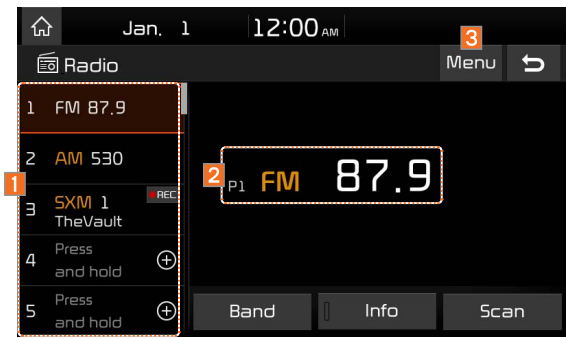 Jan. 1 12:00 AM
3
Radio
Menu
1 FM 87.9
2 AM 530
1
3 SXM 1 REC
TheVault
4 Press
and hold
5 Press
and hold
2
P1 FM 87.9
Band
Info
Scan